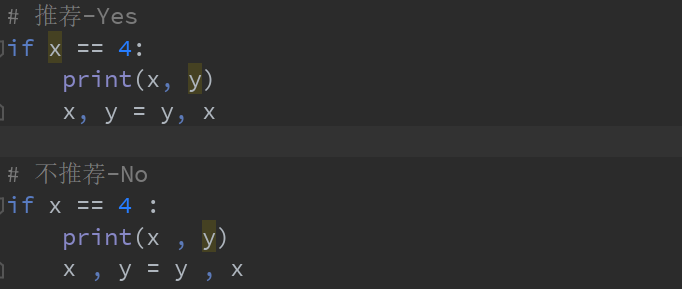 # 推荐-Yes
if x == 4:
    print(x, y)
    x, y = y, x
# 不推荐-No
if x == 4 :
    print(x , y)
    x , y = y , x